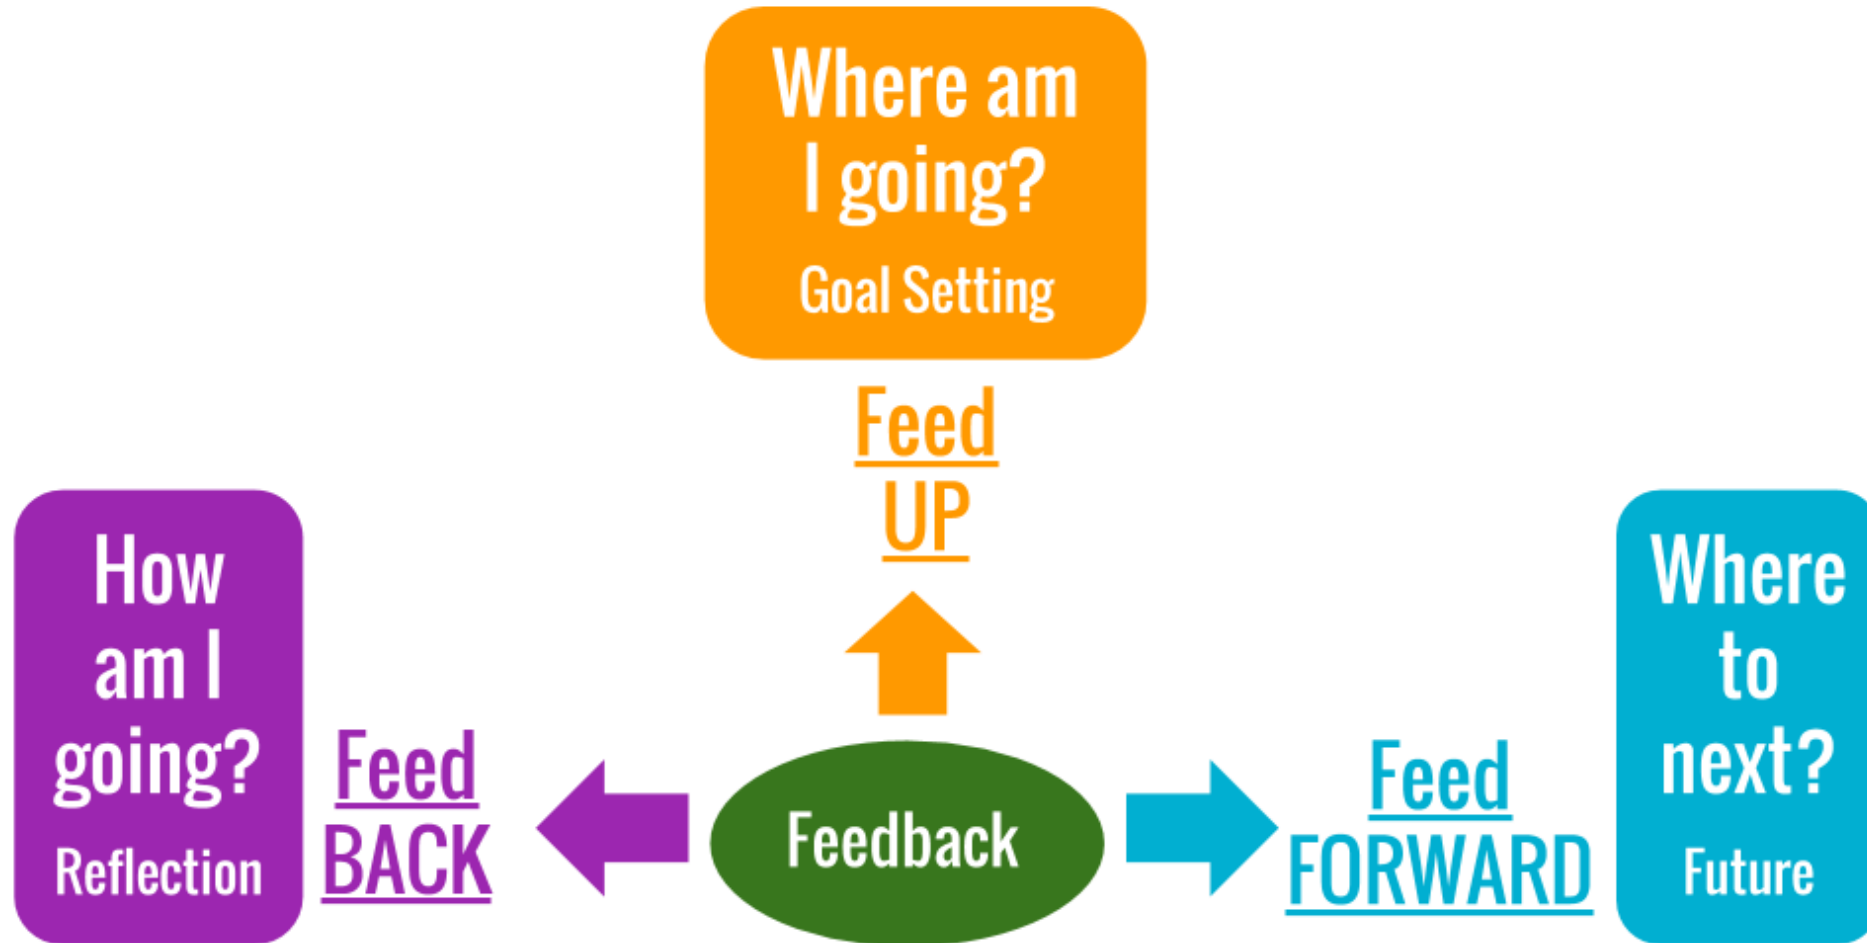 Where am
I going?
Goal Setting
Feed
UP
How
am I
going?
Reflection
Feed
BACK
Feedback
Feed
FORWARD
Where
to
next?
Future